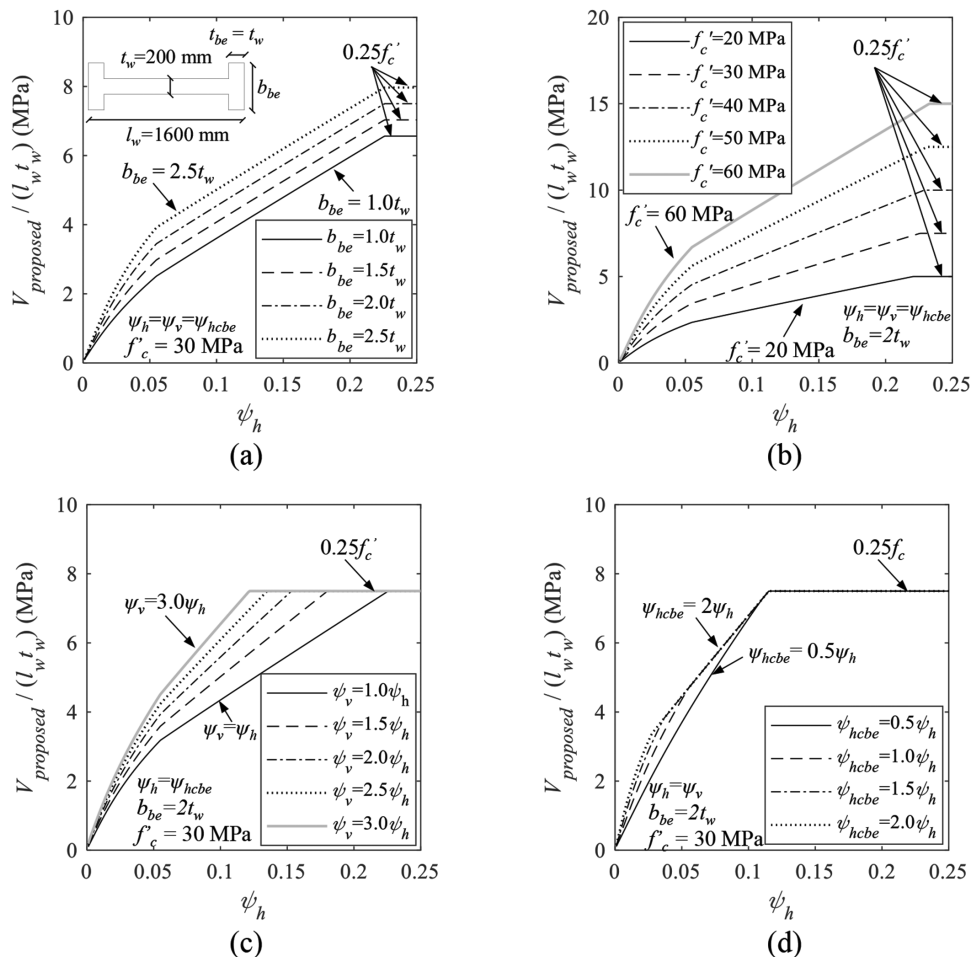 10
8
6
4
2
0
V_proposed / (l_w t_w) (MPa)
t_be = t_w
t_w=200 mm
b_be
l_w=1600 mm
0.25f_c'
b_be = 2.5t_w
b_be = 1.0t_w
b_be=1.0t_w
b_be=1.5t_w
b_be=2.0t_w
b_be=2.5t_w
ψ_h=ψ_v=ψ_hcbe
f'_c = 30 MPa
0 0.05 0.1 0.15 0.2 0.25
ψ_h
(a)
20
15
10
5
0
V_proposed / (l_w t_w) (MPa)
f_c'=20 MPa
f_c'=30 MPa
f_c'=40 MPa
f_c'=50 MPa
f_c'=60 MPa
0.25f_c'
f_c'= 60 MPa
f_c'=20 MPa
ψ_h=ψ_v=ψ_hcbe
b_be=2t_w
0 0.05 0.1 0.15 0.2 0.25
ψ_h
(b)
10
8
6
4
2
0
V_proposed / (l_w t_w) (MPa)
0.25f_c'
ψ_v=3.0ψ_h
ψ_v=ψ_h
ψ_v=1.0ψ_h
ψ_v=1.5ψ_h
ψ_v=2.0ψ_h
ψ_v=2.5ψ_h
ψ_v=3.0ψ_h
ψ_h=ψ_hcbe
b_be=2t_w
f'_c = 30 MPa
0 0.05 0.1 0.15 0.2 0.25
ψ_h
(c)
10
8
6
4
2
0
V_proposed / (l_w t_w) (MPa)
0.25f_c
ψ_hcbe= 2ψ_h
ψ_hcbe= 0.5ψ_h
ψ_hcbe=0.5ψ_h
ψ_hcbe=1.0ψ_h
ψ_hcbe=1.5ψ_h
ψ_hcbe=2.0ψ_h
ψ_h=ψ_v
b_be=2t_w
f'_c = 30 MPa
0 0.05 0.1 0.15 0.2 0.25
ψ_h
(d)